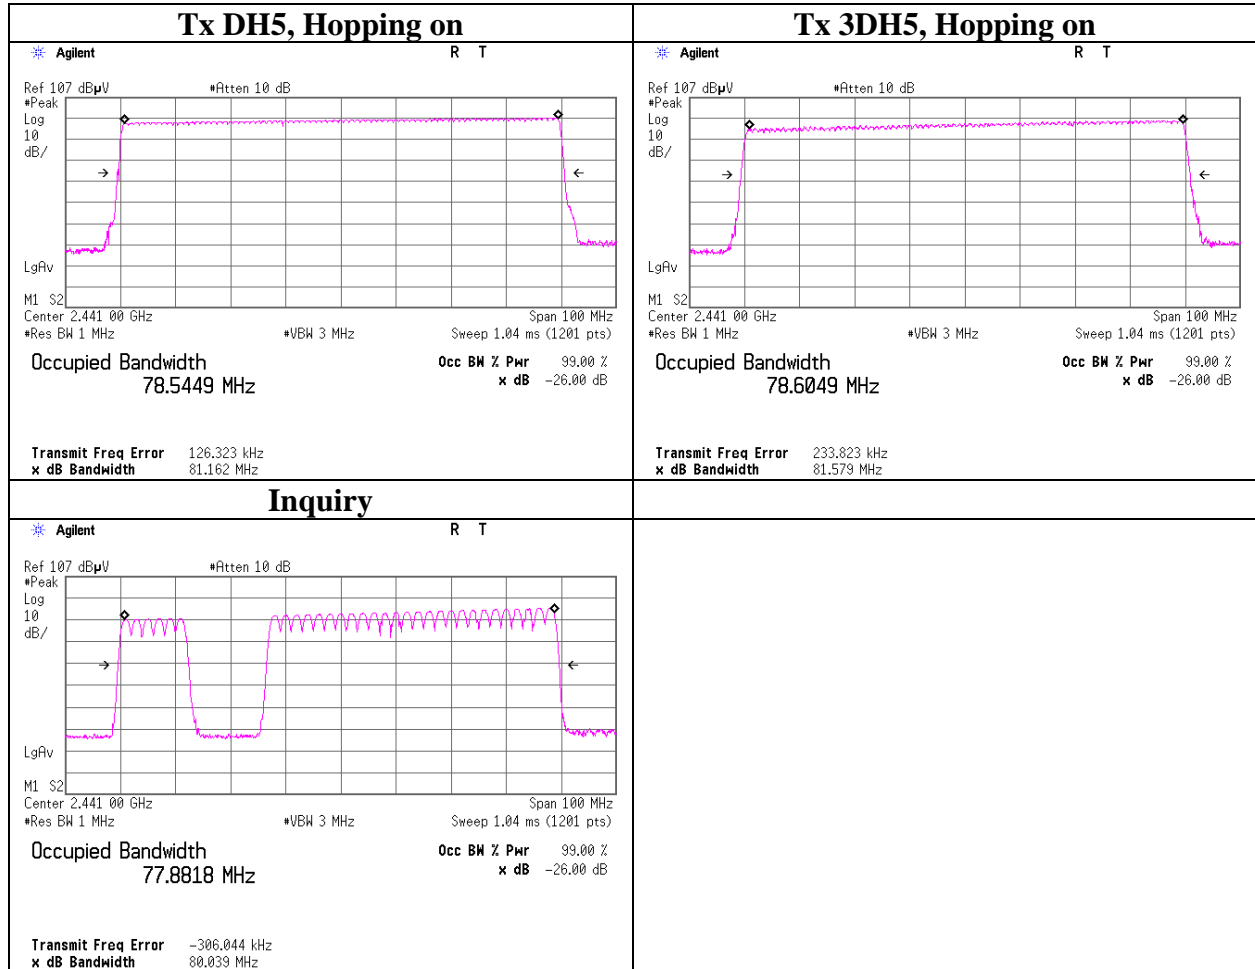 Tx DH5, Hopping on
Agilent
R T
Ref 107 dBµV
#Atten 10 dB
#Peak
Log
10
dB/
LgAv
M1 S2
Center 2.441 00 GHz
Span 100 MHz
#Res BW 1 MHz
#VBW 3 MHz
Sweep 1.04 ms (1201 pts)
Occupied Bandwidth
78.5449 MHz
Occ BW % Pwr 99.00 %
x dB -26.00 dB
Transmit Freq Error 126.323 kHz
x dB Bandwidth 81.162 MHz
Tx 3DH5, Hopping on
Agilent
R T
Ref 107 dBµV
#Atten 10 dB
#Peak
Log
10
dB/
LgAv
M1 S2
Center 2.441 00 GHz
Span 100 MHz
#Res BW 1 MHz
#VBW 3 MHz
Sweep 1.04 ms (1201 pts)
Occupied Bandwidth
78.6049 MHz
Occ BW % Pwr 99.00 %
x dB -26.00 dB
Transmit Freq Error 233.823 kHz
x dB Bandwidth 81.579 MHz
Inquiry
Agilent
R T
Ref 107 dBµV
#Atten 10 dB
#Peak
Log
10
dB/
LgAv
M1 S2
Center 2.441 00 GHz
Span 100 MHz
#Res BW 1 MHz
#VBW 3 MHz
Sweep 1.04 ms (1201 pts)
Occupied Bandwidth
77.8818 MHz
Occ BW % Pwr 99.00 %
x dB -26.00 dB
Transmit Freq Error -306.044 kHz
x dB Bandwidth 80.039 MHz